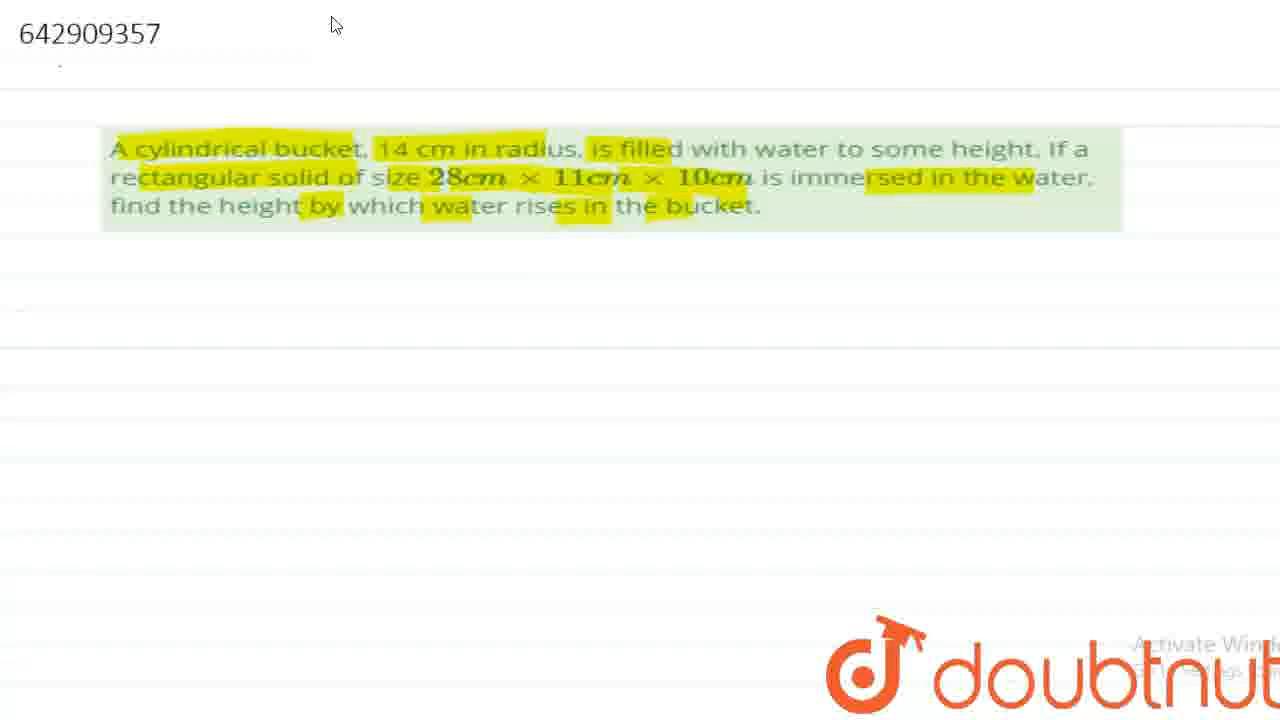 642909357
A cylindrical bucket, 14 cm in radius, is filled with water to some height. If a
rectangular solid of size 28cm × 11cm × 10cm is immersed in the water,
find the height by which water rises in the bucket.
Activate Wind
doubtnut